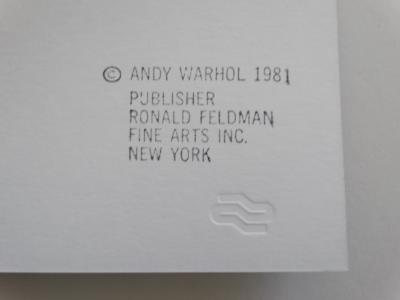 © ANDY WARHOL 1981
PUBLISHER
RONALD FELDMAN
FINE ARTS INC.
NEW YORK